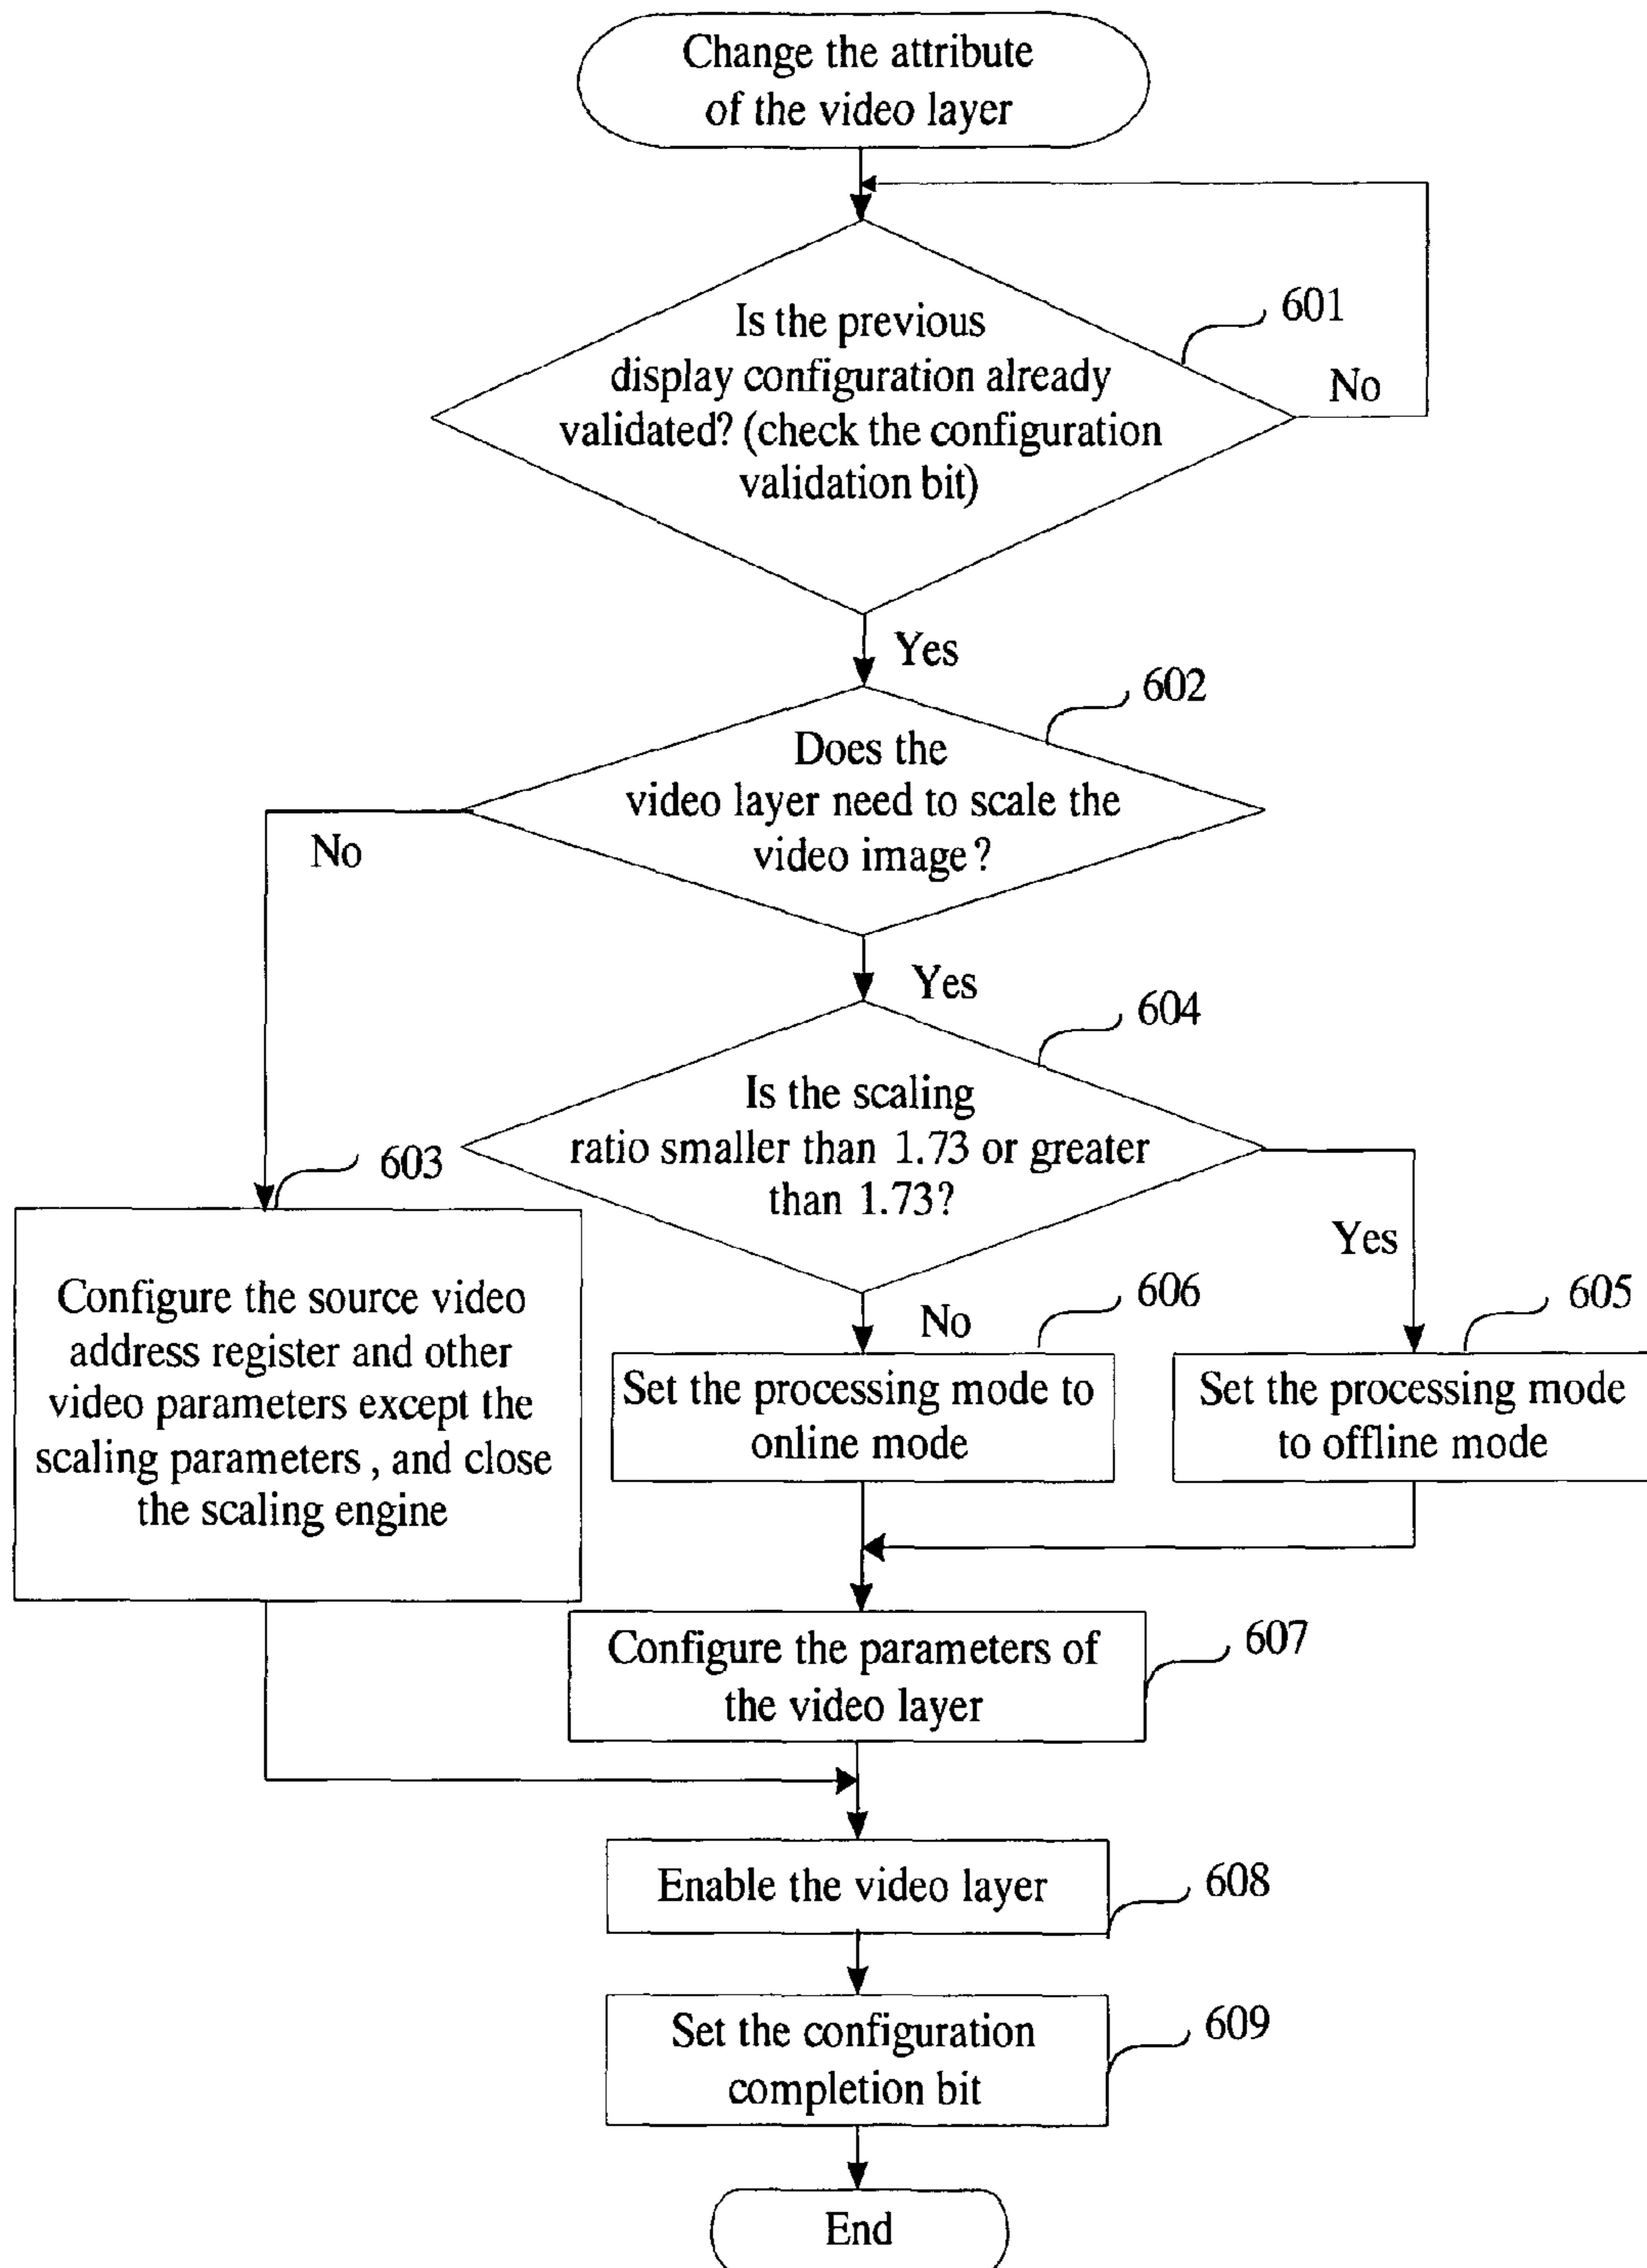 Change the attribute
of the video layer
Is the previous
display configuration already
validated? (check the configuration
validation bit)
601
No
Yes
602
Does the
video layer need to scale the
video image?
No
Yes
604
Is the scaling
ratio smaller than 1.73 or greater
than 1.73?
603
Yes
Configure the source video
address register and other
video parameters except the
scaling parameters, and close
the scaling engine
No
606
605
Set the processing mode to
online mode
Set the processing mode
to offline mode
Configure the parameters of
the video layer
607
Enable the video layer
608
Set the configuration
completion bit
609
End